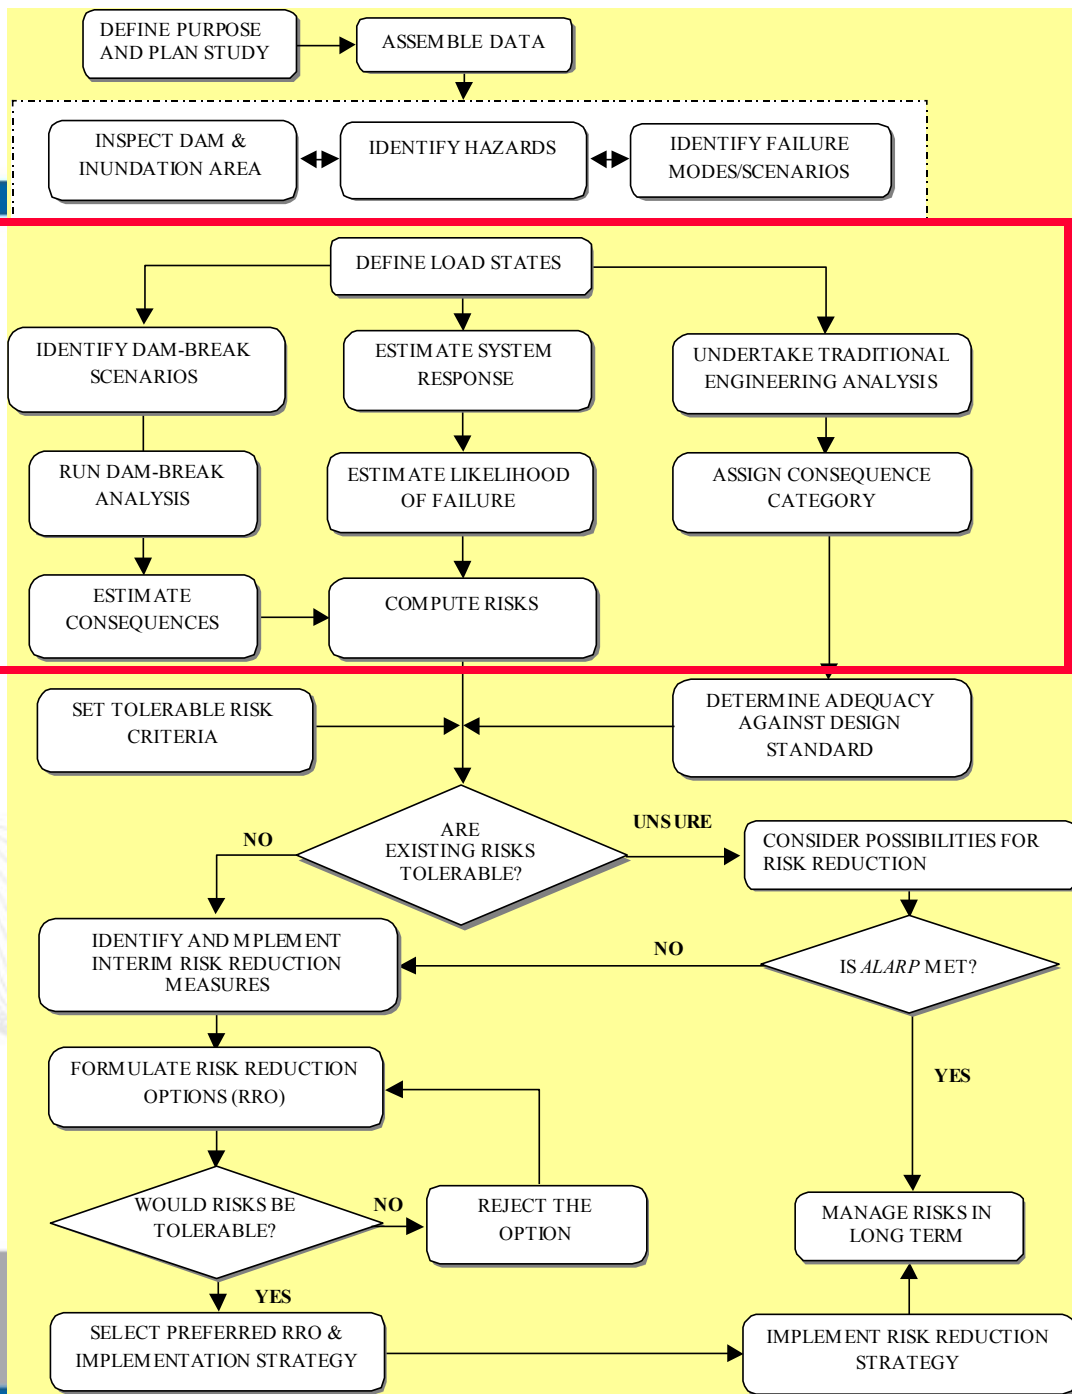 DEFINE PURPOSE
AND PLAN STUDY
ASSEMBLE DATA
INSPECT DAM &
INUNDATION AREA
IDENTIFY HAZARDS
IDENTIFY FAILURE
MODES/SCENARIOS
DEFINE LOAD STATES
IDENTIFY DAM-BREAK
SCENARIOS
ESTIMATE SYSTEM
RESPONSE
UNDERTAKE TRADITIONAL
ENGINEERING ANALYSIS
RUN DAM-BREAK
ANALYSIS
ESTIMATE LIKELIHOOD
OF FAILURE
ASSIGN CONSEQUENCE
CATEGORY
ESTIMATE
CONSEQUENCES
COMPUTE RISKS
SET TOLERABLE RISK
CRITERIA
DETERMINE ADEQUACY
AGAINST DESIGN
STANDARD
ARE
EXISTING RISKS
TOLERABLE?
NO
UNSURE
CONSIDER POSSIBILITIES FOR
RISK REDUCTION
IDENTIFY AND MPLEMENT
INTERIM RISK REDUCTION
MEASURES
NO
IS ALARP MET?
YES
FORMULATE RISK REDUCTION
OPTIONS (RRO)
WOULD RISKS BE
TOLERABLE?
NO
REJECT THE
OPTION
MANAGE RISKS IN
LONG TERM
YES
SELECT PREFERRED RRO &
IMPLEMENTATION STRATEGY
IMPLEMENT RISK REDUCTION
STRATEGY